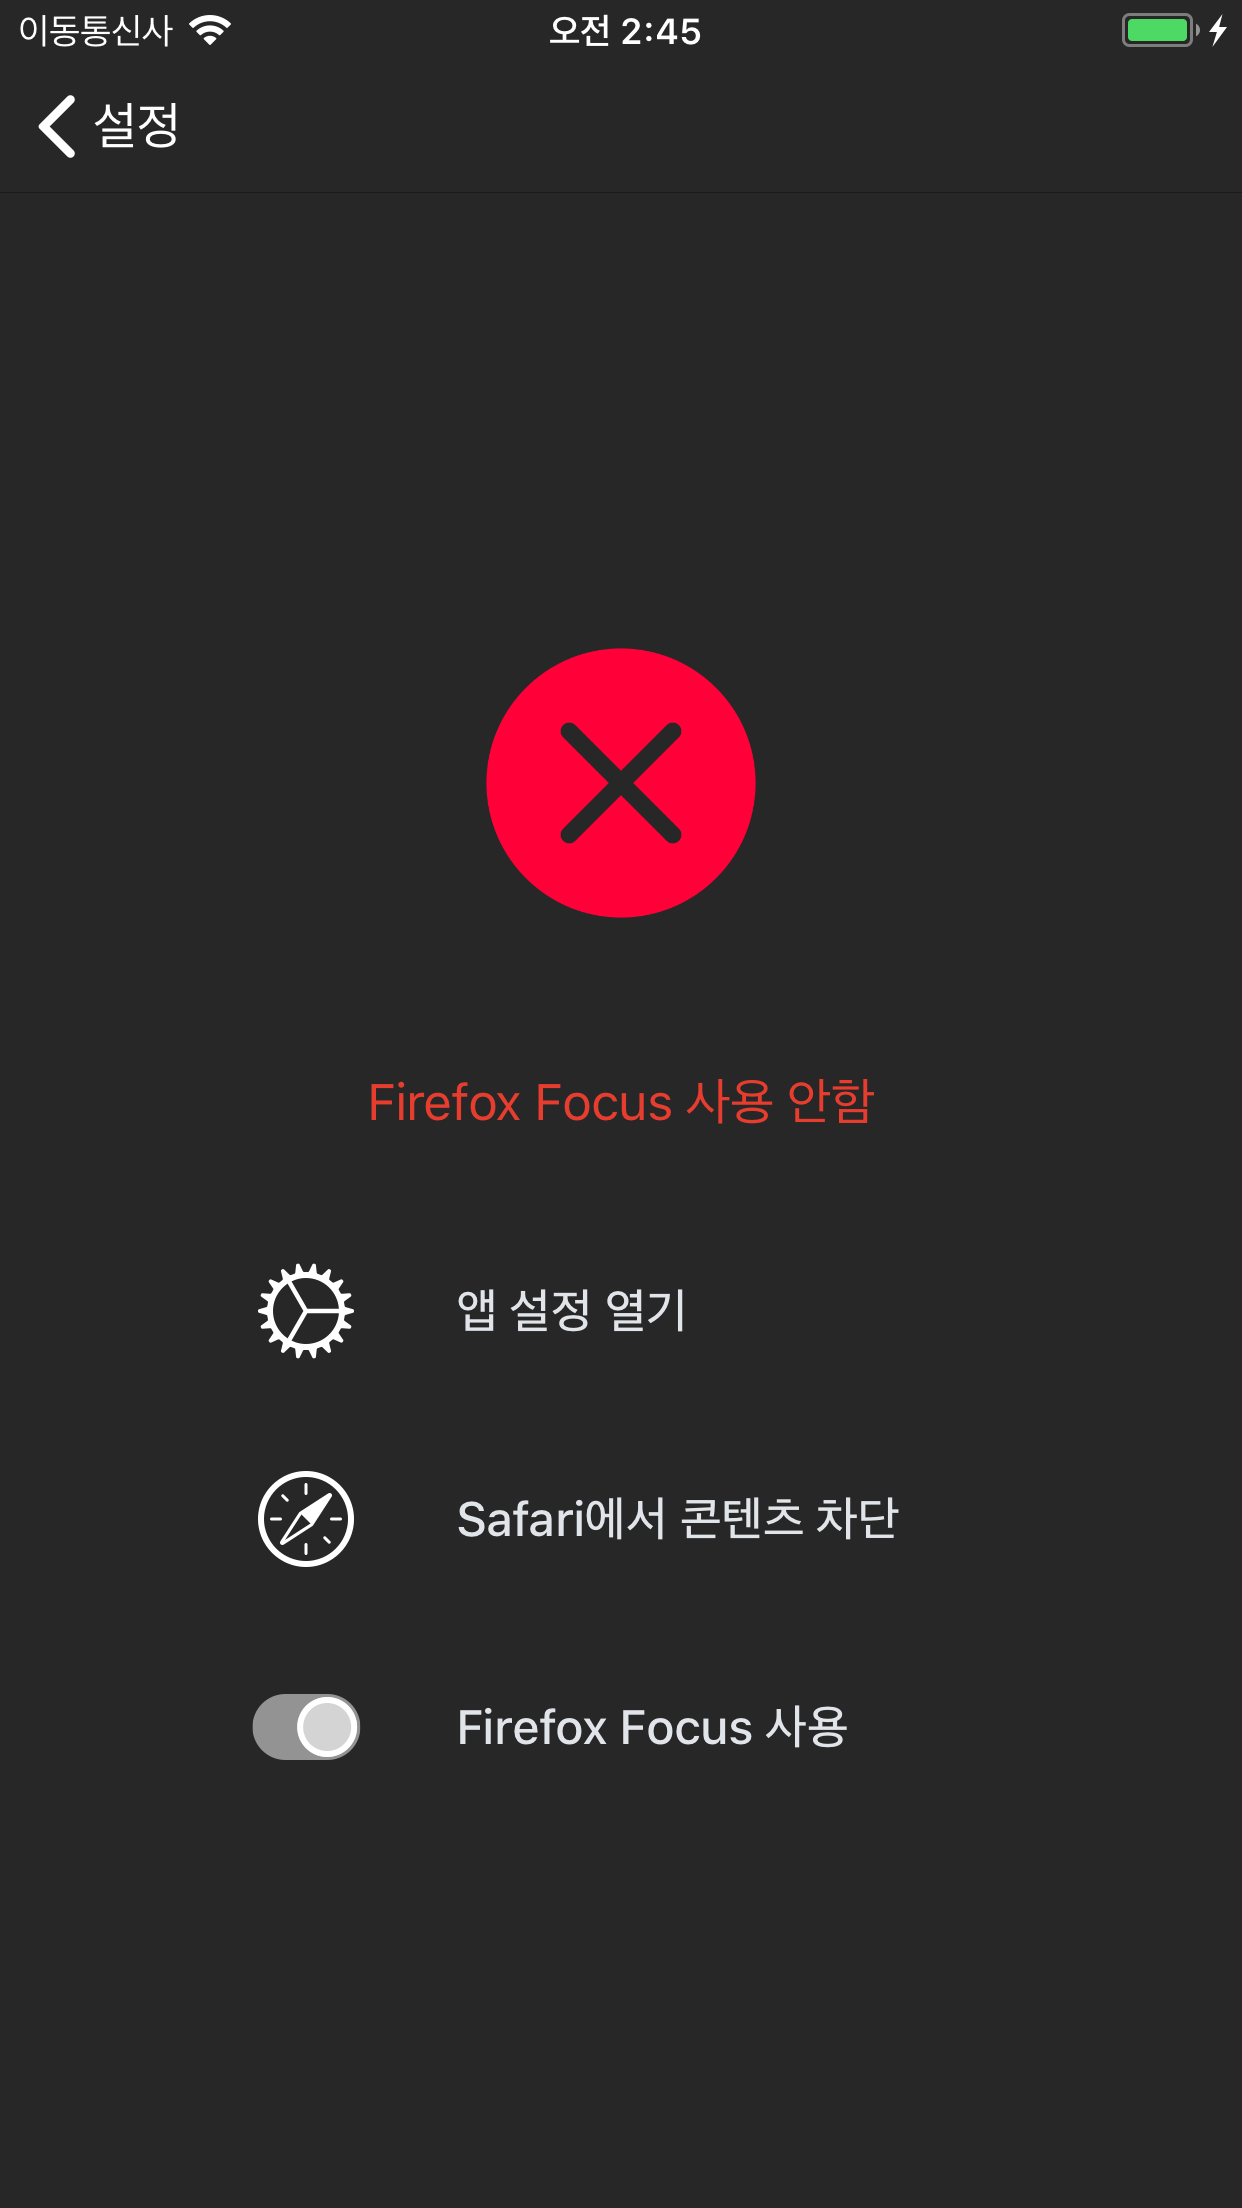 이동통신사
오전 2:45
설정
Firefox Focus 사용 안함
앱 설정 열기
Safari에서 콘텐츠 차단
Firefox Focus 사용